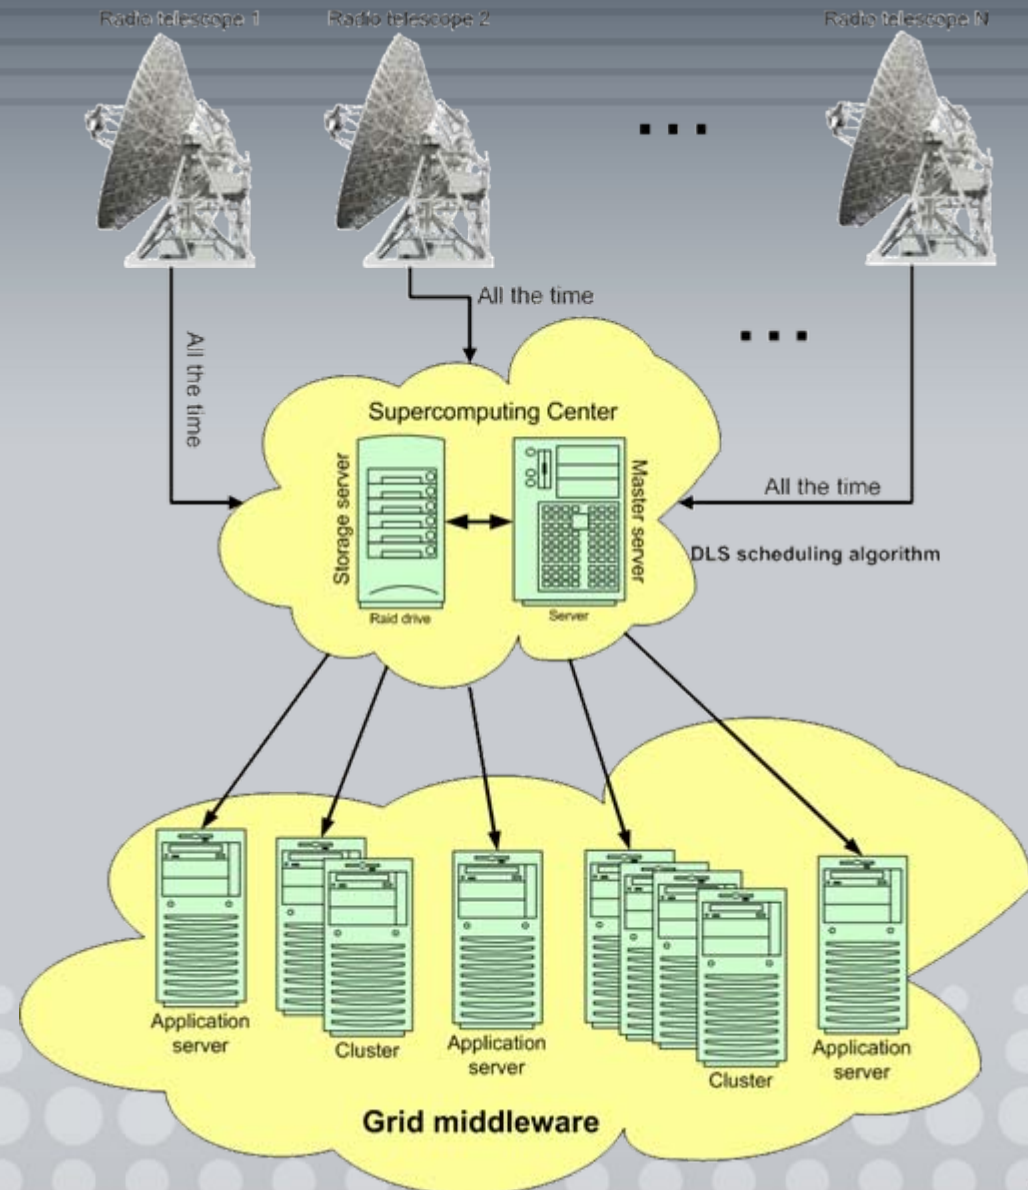 Radio telescope 1
Radio telescope 2
Radio telescope N
. . .
All the time
All the time
. . .
All the time
Supercomputing Center
Storage server
Master server
Raid drive
Server
DLS scheduling algorithm
Application
server
Cluster
Application
server
Cluster
Application
server
Grid middleware